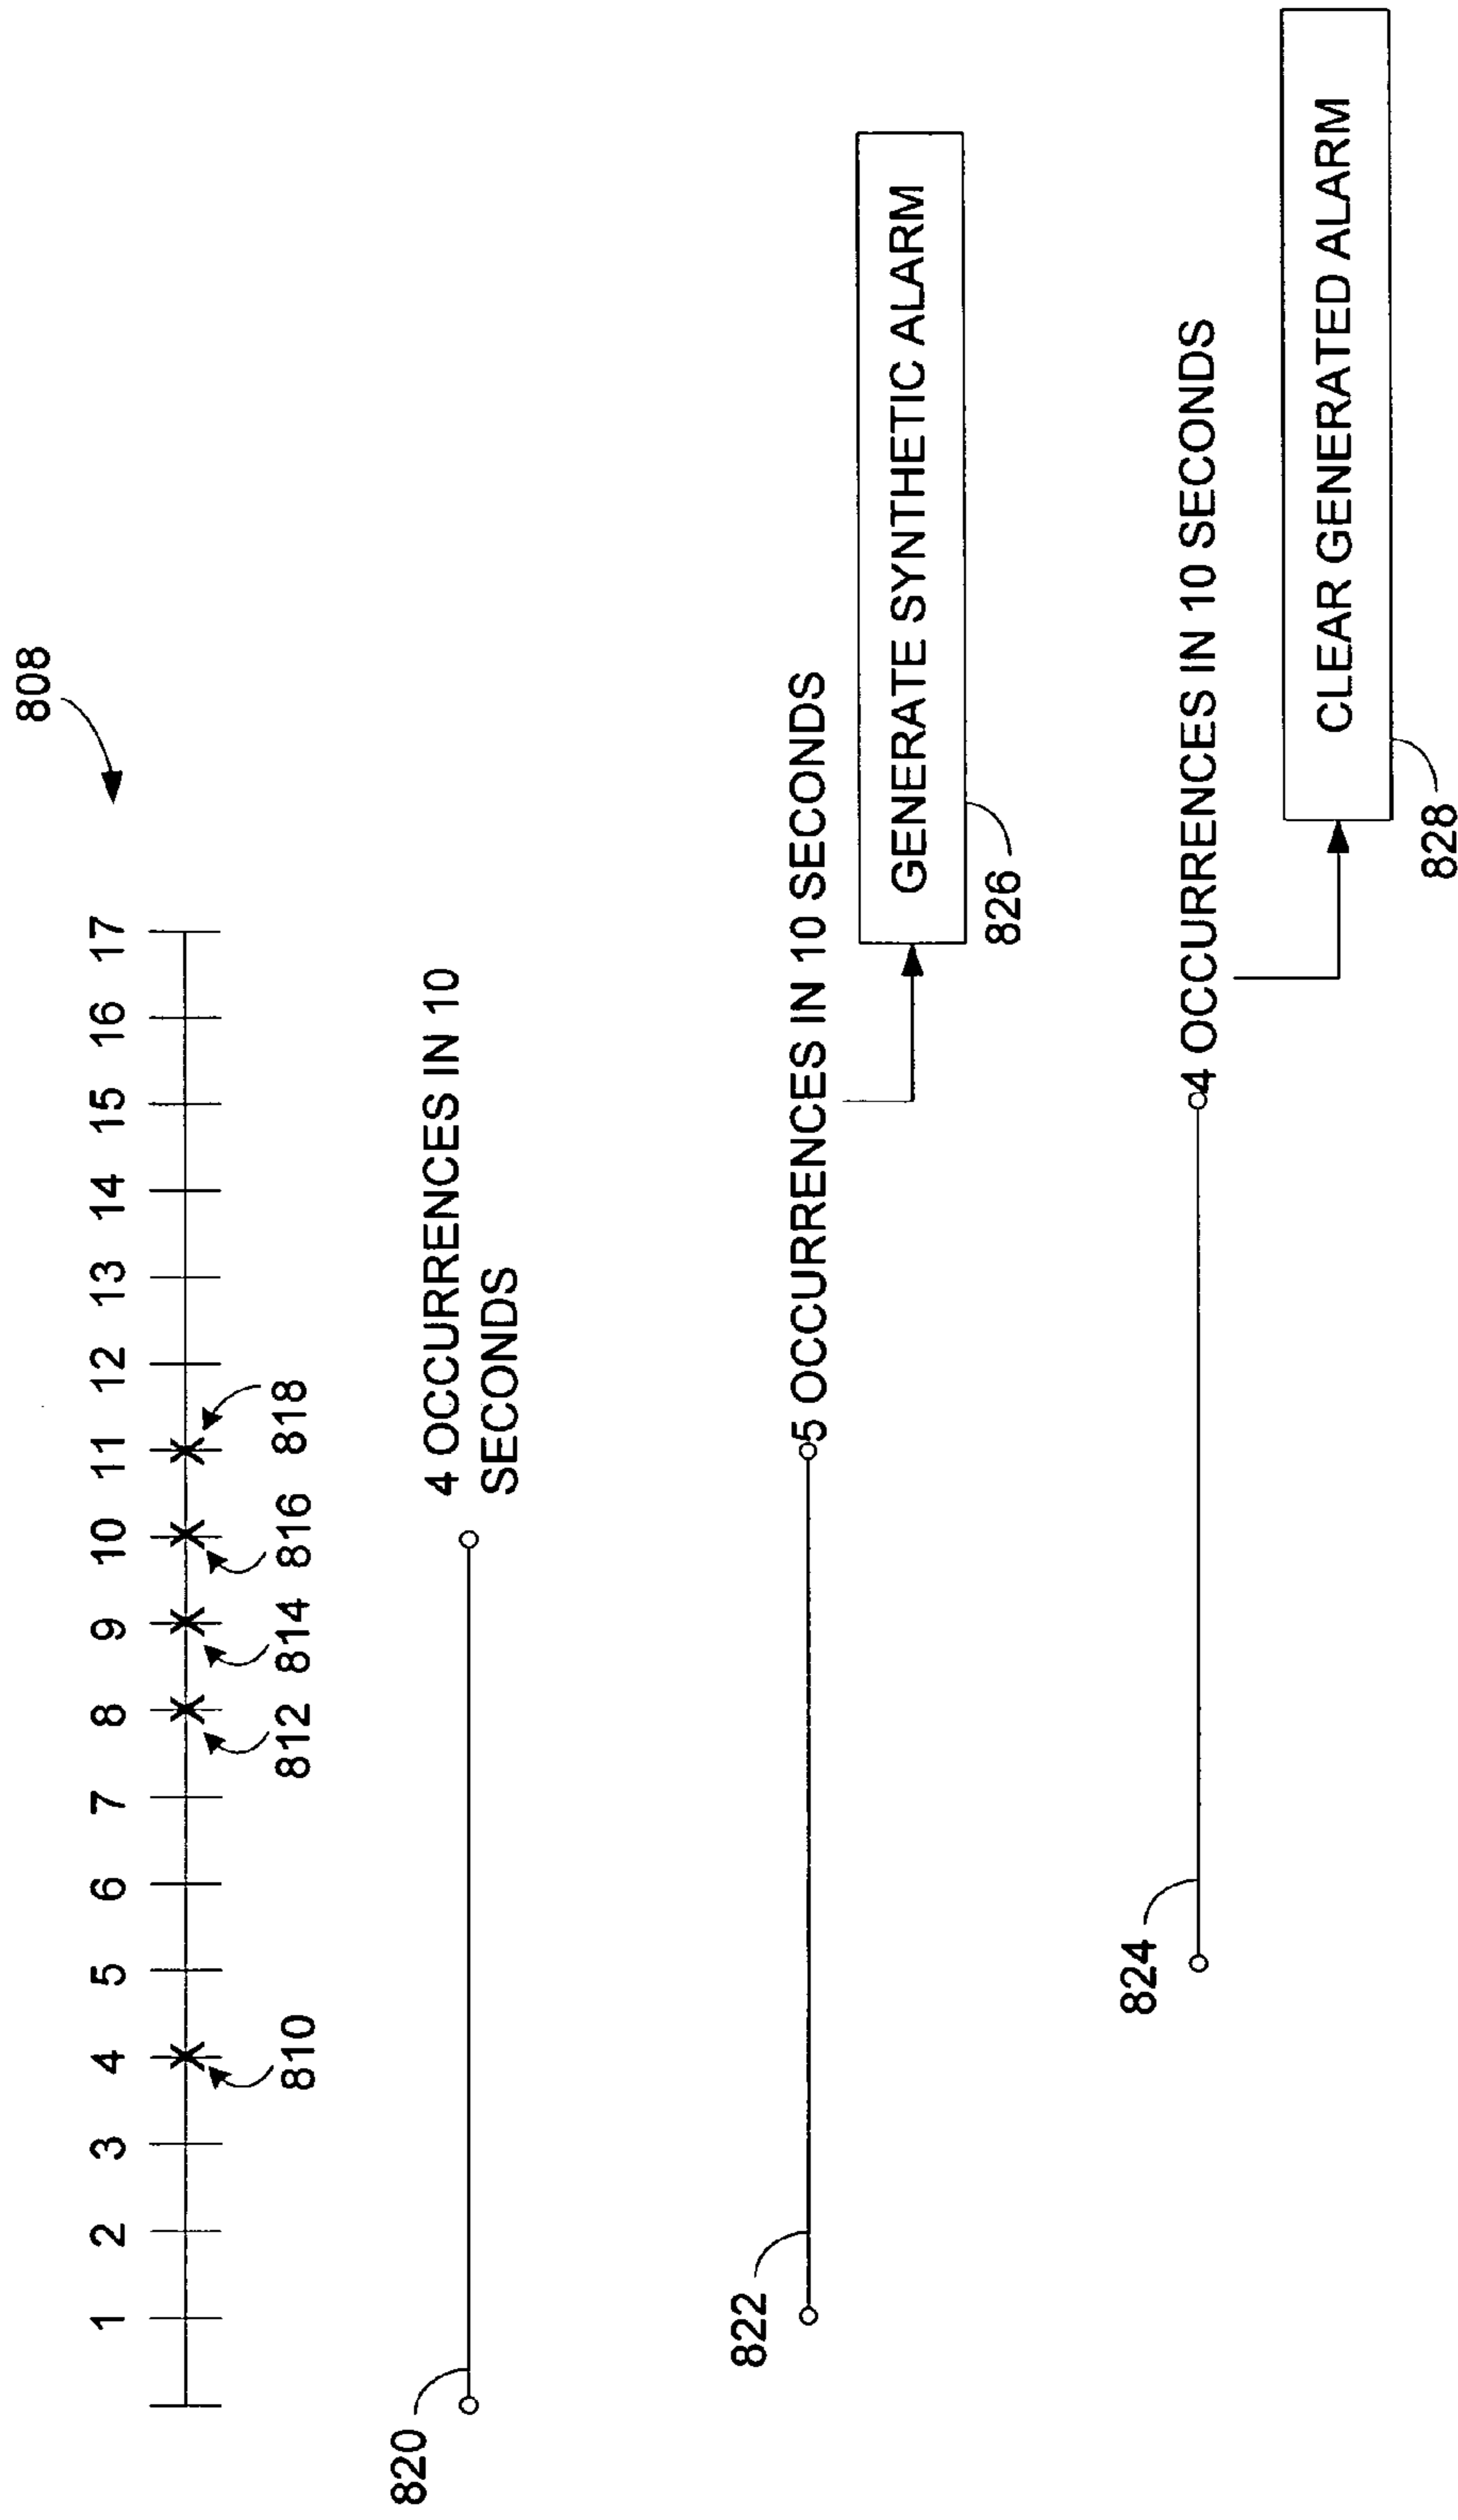 808
1 2 3 4 5 6 7 8 9 10 11 12 13 14 15 16 17
810 812 814 816 818
820
4 OCCURRENCES IN 10
SECONDS
822
5 OCCURRENCES IN 10 SECONDS
GENERATE SYNTHETIC ALARM
826
824
4 OCCURRENCES IN 10 SECONDS
CLEAR GENERATED ALARM
828